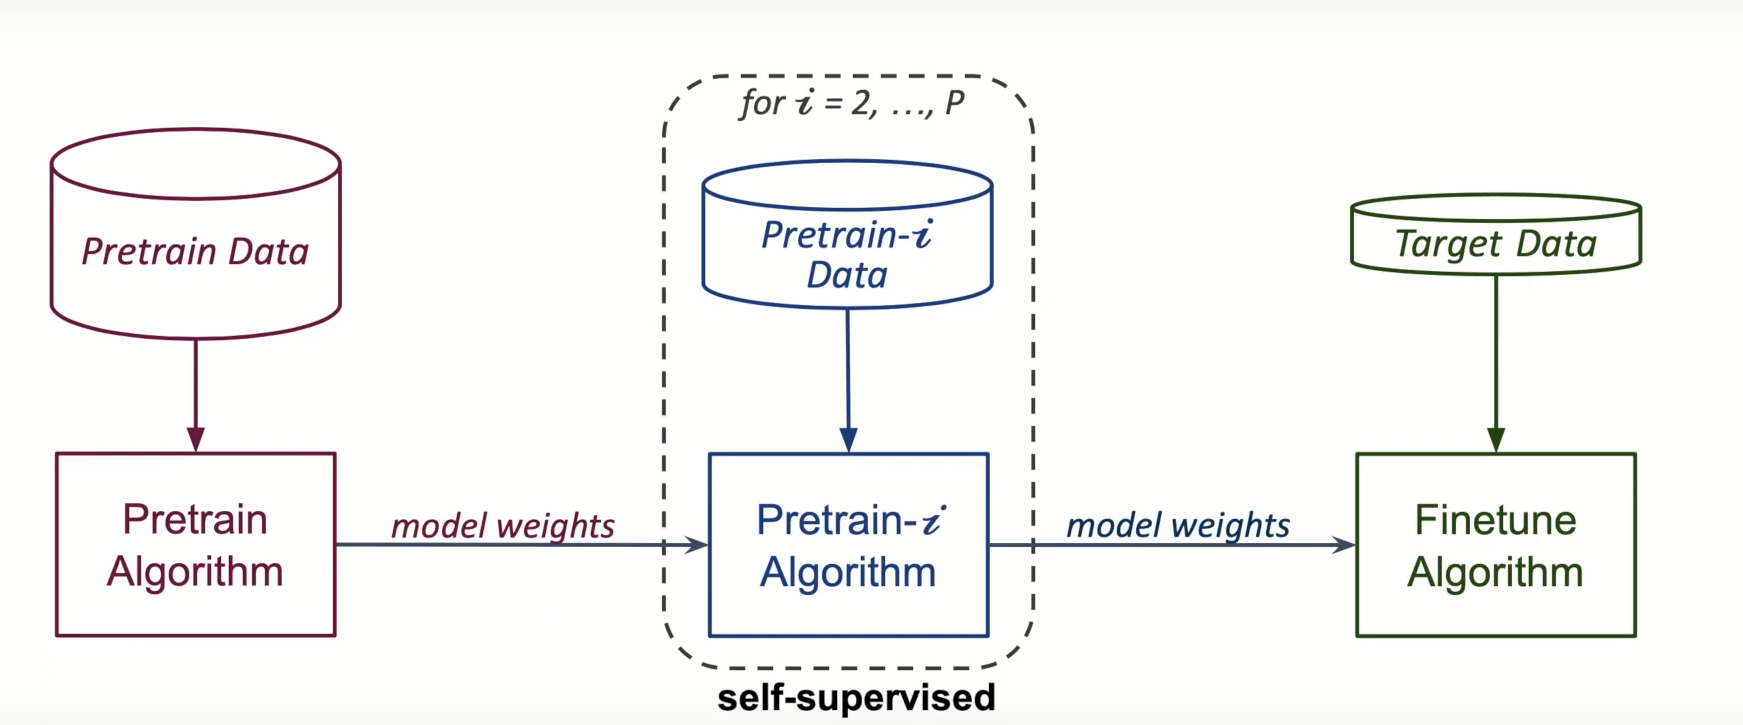 for i = 2, ..., P
Pretrain Data
Pretrain-i
Data
Target Data
Pretrain
Algorithm
model weights
Pretrain-i
Algorithm
model weights
Finetune
Algorithm
self-supervised